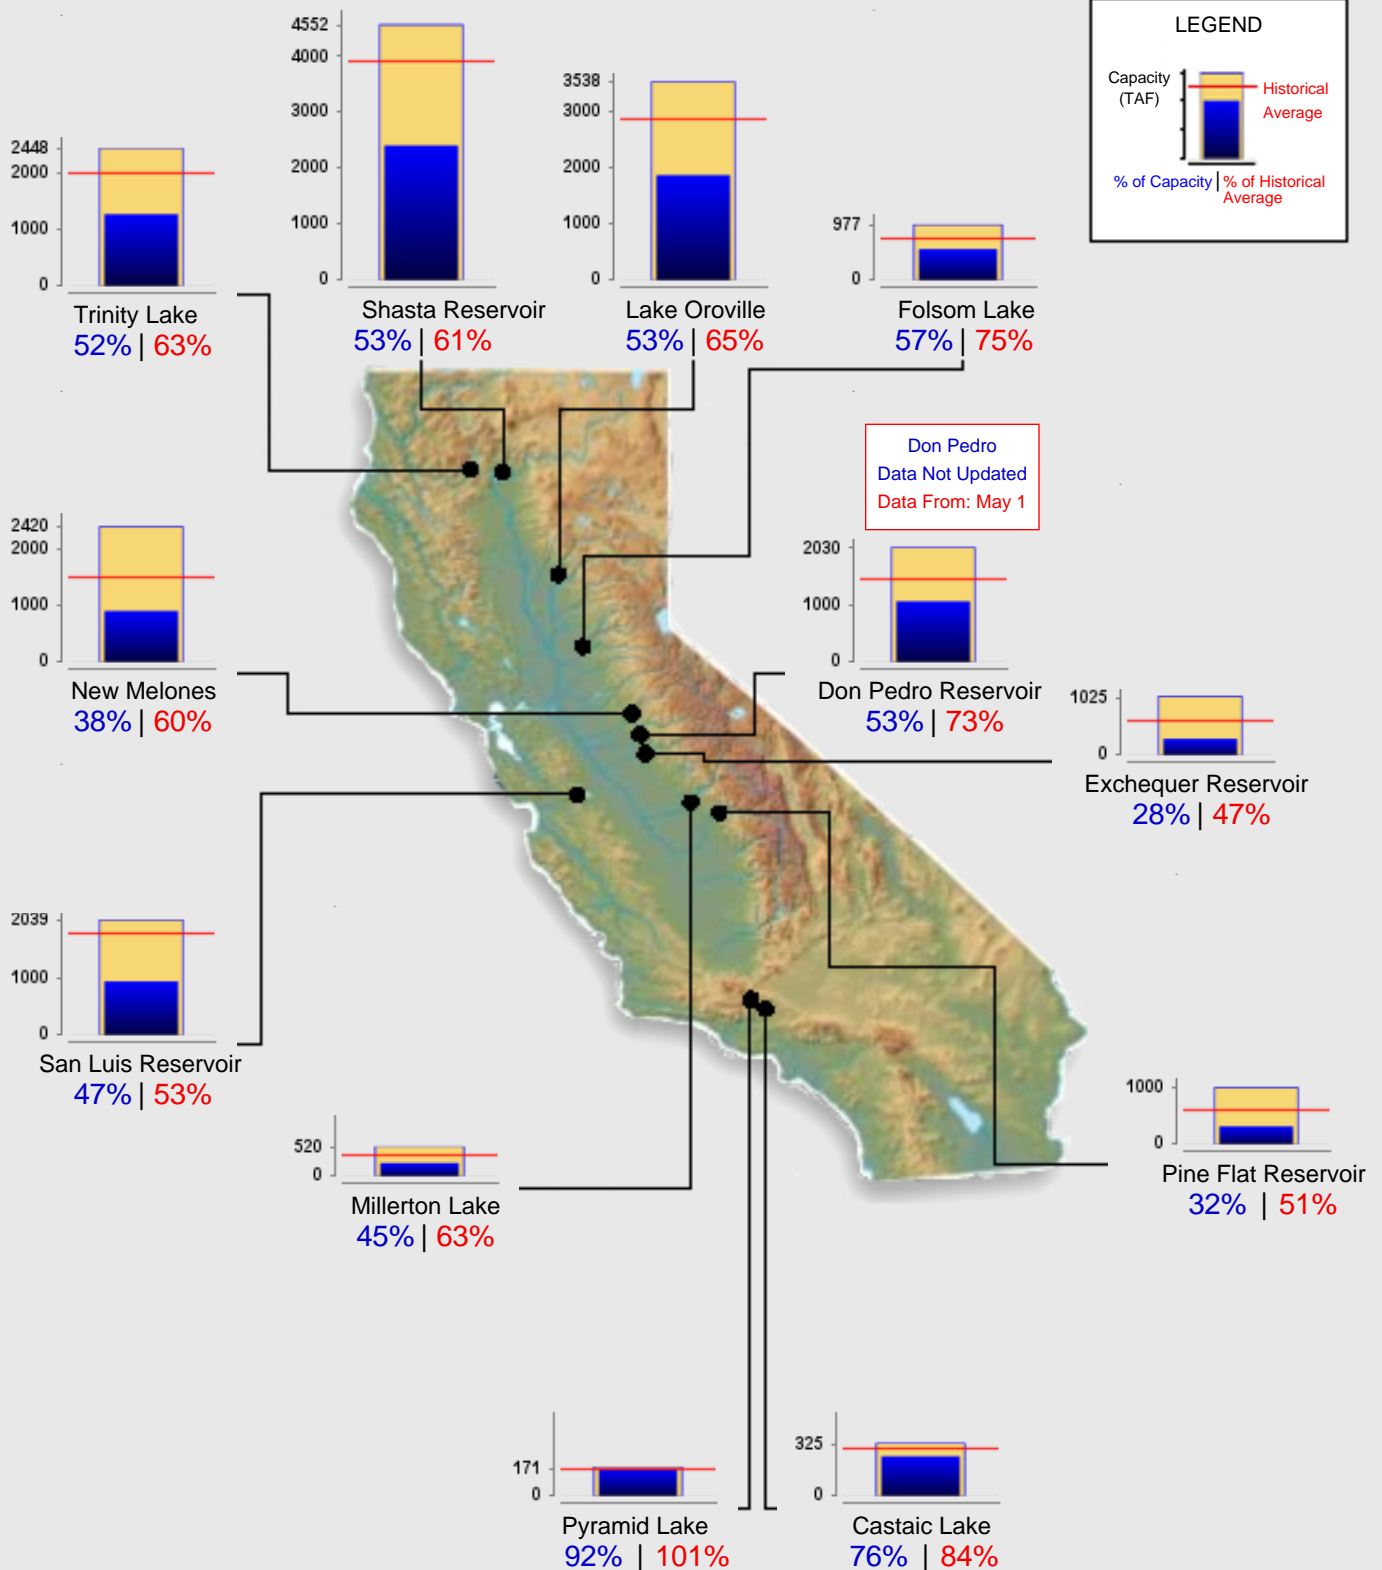 4552
4000
3000
2000
1000
0
Shasta Reservoir
53% | 61%
3538
3000
2000
1000
0
Lake Oroville
53% | 65%
LEGEND
Capacity
(TAF)
Historical
Average
% of Capacity | % of Historical
Average
2448
2000
1000
0
Trinity Lake
52% | 63%
977
0
Folsom Lake
57% | 75%
Don Pedro
Data Not Updated
Data From: May 1
2420
2000
1000
0
New Melones
38% | 60%
2030
1000
0
Don Pedro Reservoir
53% | 73%
1025
0
Exchequer Reservoir
28% | 47%
2039
1000
0
San Luis Reservoir
47% | 53%
520
0
Millerton Lake
45% | 63%
1000
0
Pine Flat Reservoir
32% | 51%
171
0
Pyramid Lake
92% | 101%
325
0
Castaic Lake
76% | 84%